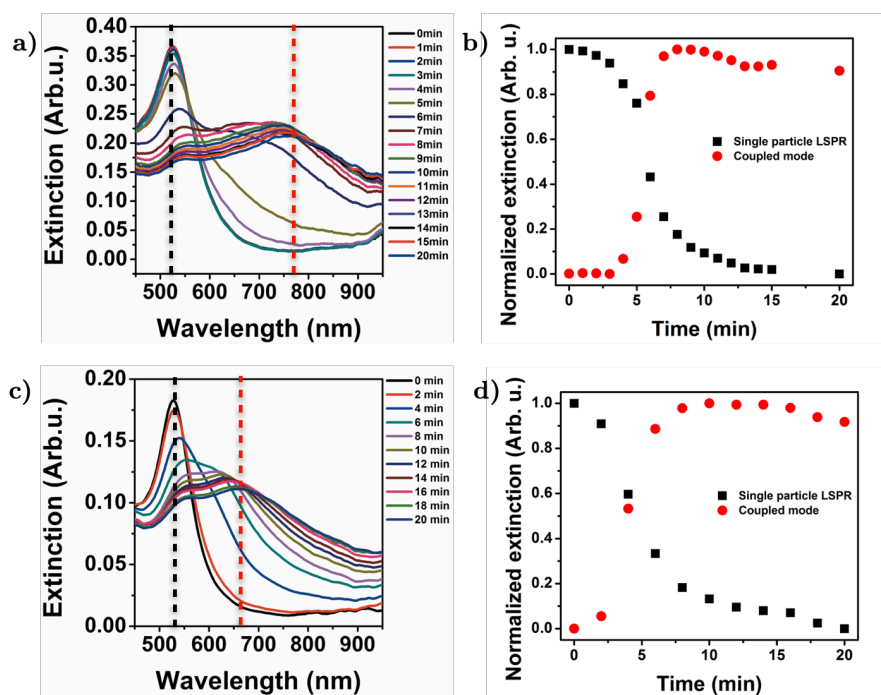 a)
Extinction (Arb.u.)
0.40
0.35
0.30
0.25
0.20
0.15
0.10
0.05
0.00
500 600 700 800 900
Wavelength (nm)
0min
1min
2min
3min
4min
5min
6min
7min
8min
9min
10min
11min
12min
13min
14min
15min
20min
b)
Normalized extinction (Arb. u.)
1.0
0.8
0.6
0.4
0.2
0.0
0 5 10 15 20
Time (min)
Single particle LSPR
Coupled mode
c)
Extinction (Arb.u.)
0.20
0.15
0.10
0.05
0.00
500 600 700 800 900
Wavelength (nm)
0 min
2 min
4 min
6 min
8 min
10 min
12 min
14 min
16 min
18 min
20 min
d)
Normalized extinction (Arb. u.)
1.0
0.8
0.6
0.4
0.2
0.0
0 5 10 15 20
Time (min)
Single particle LSPR
Coupled mode